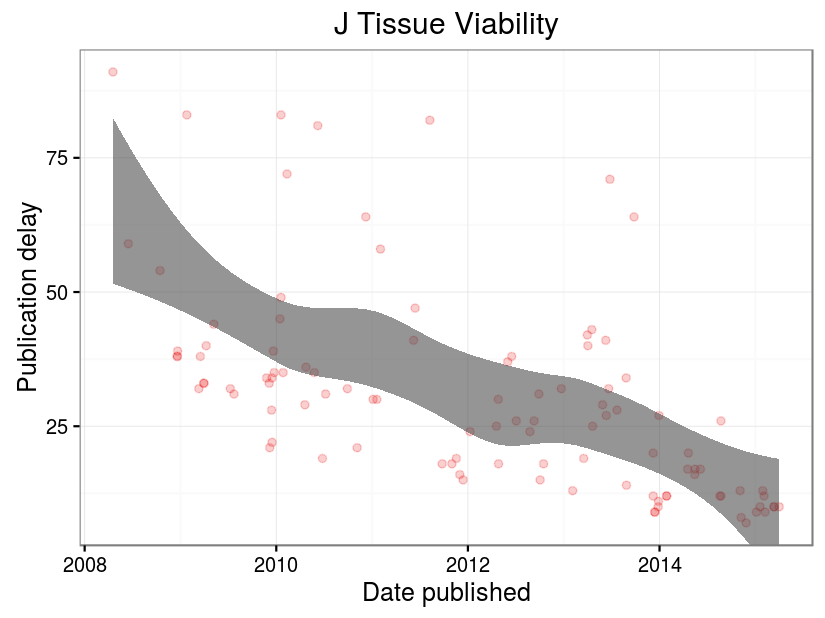 J Tissue Viability
Publication delay
75
50
25
2008 2010 2012 2014
Date published